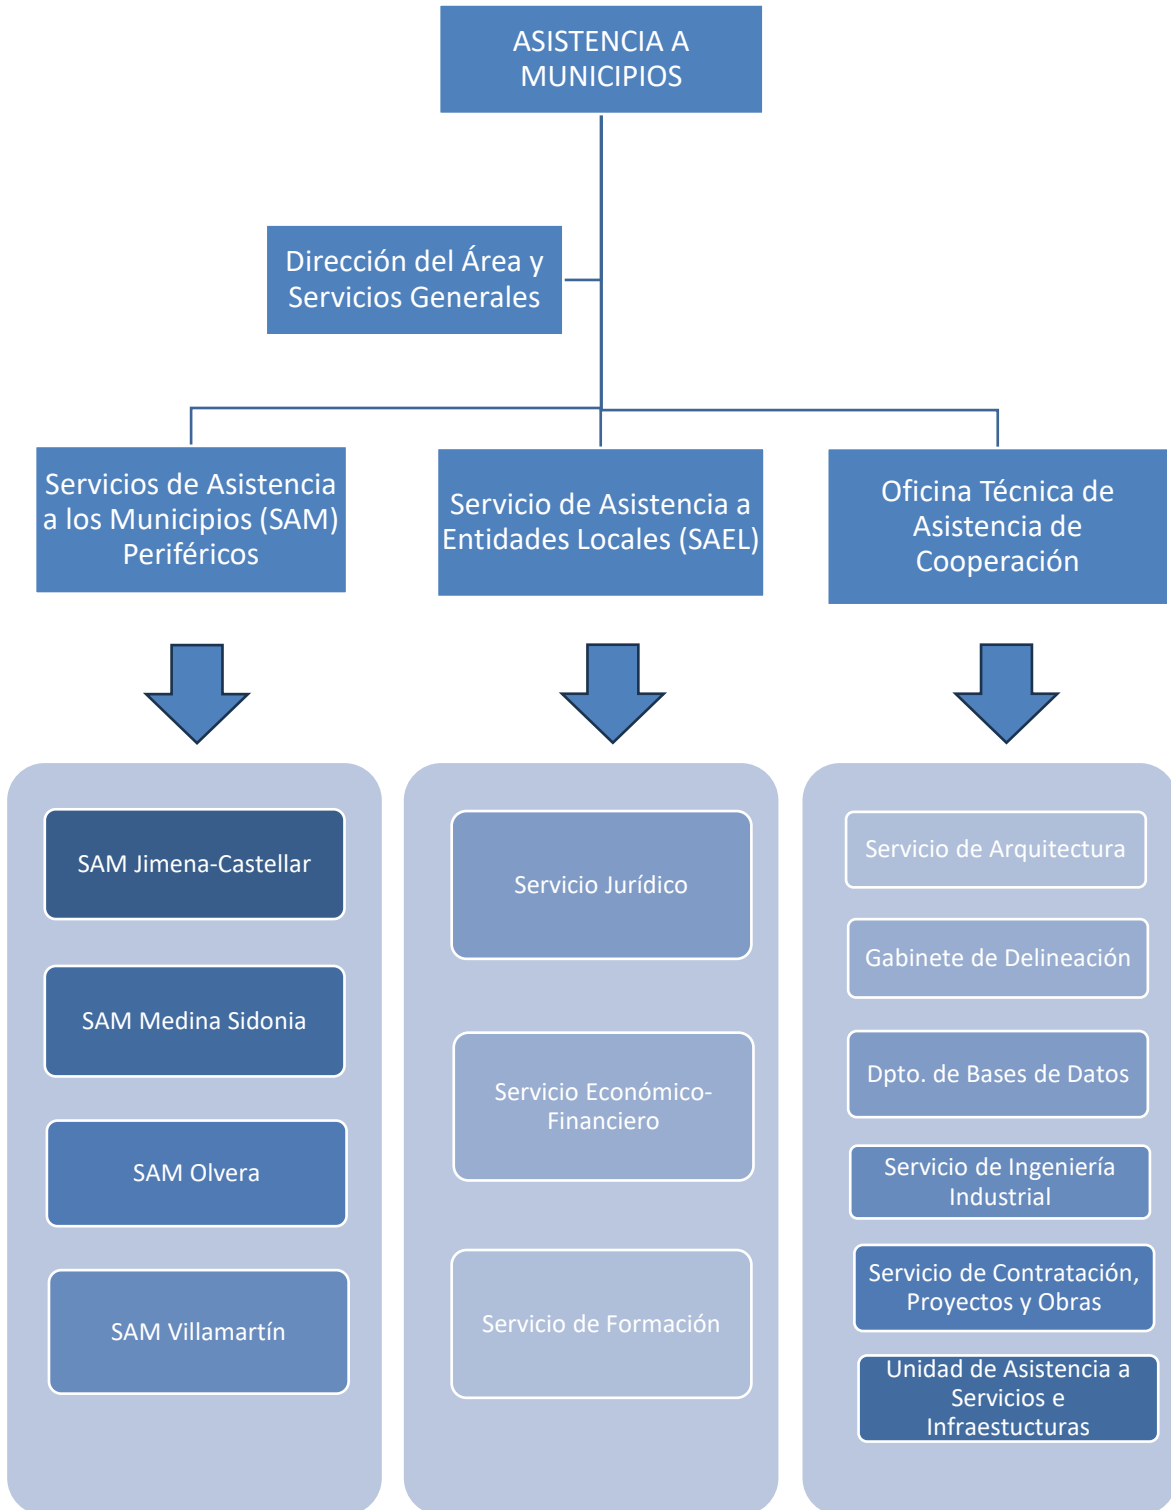 ASISTENCIA A
MUNICIPIOS
Dirección del Área y
Servicios Generales
Servicios de Asistencia
a los Municipios (SAM)
Periféricos
Servicio de Asistencia a
Entidades Locales (SAEL)
Oficina Técnica de
Asistencia de
Cooperación
SAM Jimena-Castellar
SAM Medina Sidonia
SAM Olvera
SAM Villamartín
Servicio Jurídico
Servicio Económico-
Financiero
Servicio de Formación
Servicio de Arquitectura
Gabinete de Delineación
Dpto. de Bases de Datos
Servicio de Ingeniería
Industrial
Servicio de Contratación,
Proyectos y Obras
Unidad de Asistencia a
Servicios e
Infraestucturas